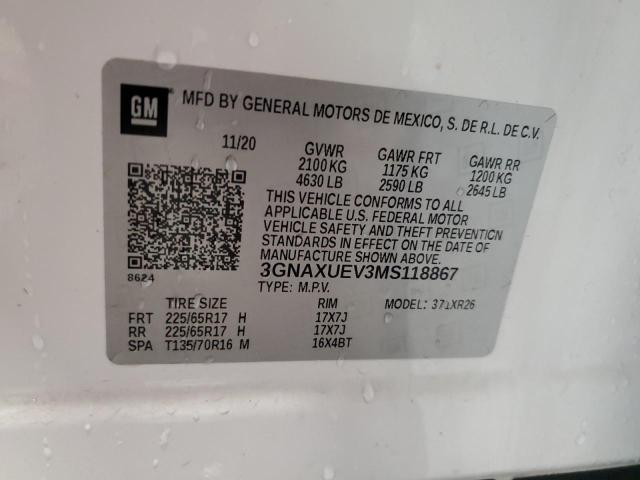 GM
MFD BY GENERAL MOTORS DE MEXICO, S. DE R.L. DE C.V.
11/20 GVWR GAWR FRT GAWR RR
2100 KG 1175 KG 1200 KG
4630 LB 2590 LB 2645 LB
THIS VEHICLE CONFORMS TO ALL
APPLICABLE U.S. FEDERAL MOTOR
VEHICLE SAFETY AND THEFT PREVENTION
STANDARDS IN EFFECT ON THE DATE OF
MANUFACTURE SHOWN ABOVE.
3GNAXUEV3MS118867
8624
TYPE: M.P.V.
TIRE SIZE RIM MODEL: 371XR26
FRT 225/65R17 H 17X7J
RR 225/65R17 H 17X7J
SPA T135/70R16 M 16X4BT